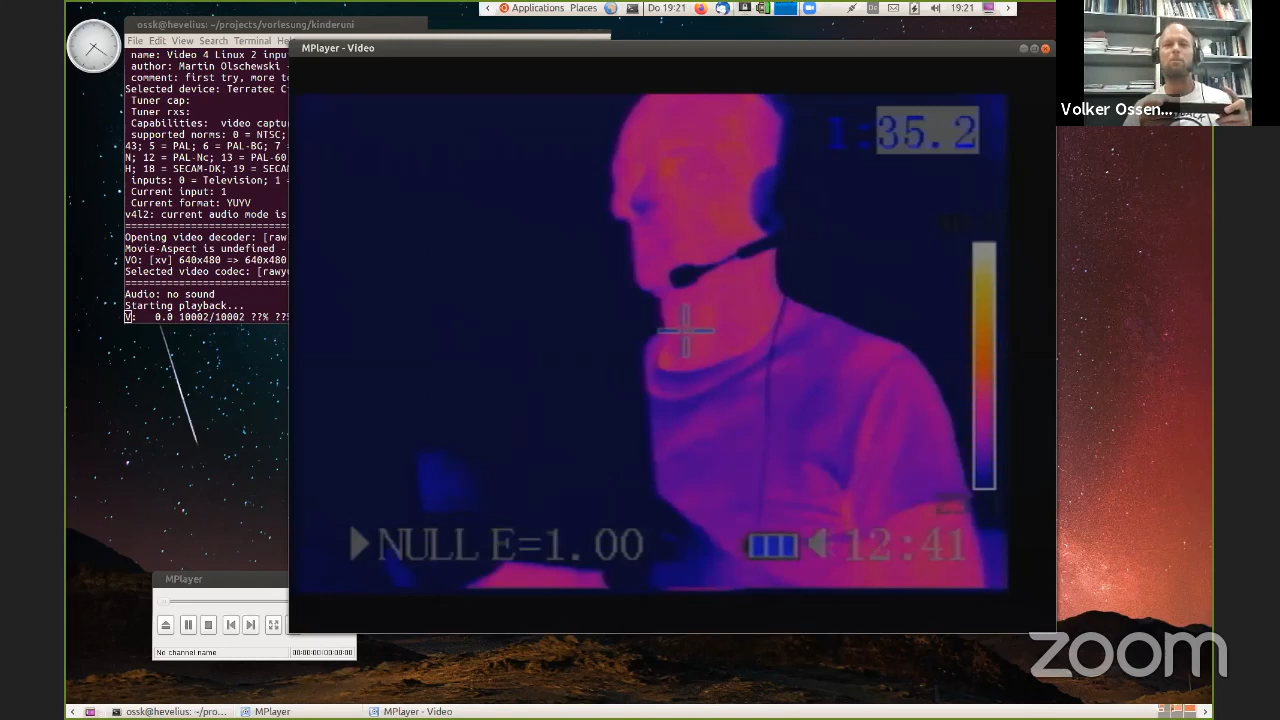 Applications Places Do 19:21 De 19:21
ossk@hevelius: ~/projects/vorlesung/kinderuni
File Edit View Search Terminal
MPlayer - Video
name: Video 4 Linux 2 inpu
author: Martin Olschewski
comment: first try, more to
Selected device: Terratec C
Tuner cap:
Tuner rxs:
Capabilities: video captur
supported norms: 0 = NTSC;
43; 5 = PAL; 6 = PAL-BG; 7
N; 12 = PAL-Nc; 13 = PAL-60
H; 18 = SECAM-DK; 19 = SECA
inputs: 0 = Television; 1 =
Current input: 1
Current format: YUYV
v4l2: current audio mode is
Opening video decoder: [raw
Movie-Aspect is undefined -
VO: [xv] 640x480 => 640x480
Selected video codec: [rawyu
Audio: no sound
Starting playback...
V: 0.0 10002/10002 ??% ??%
1:35.2
Volker Ossen...
NULL E=1.00 12:41
MPlayer
No channel name 00:00:00:00:00:00
zoom
ossk@hevelius: ~/pro... MPlayer MPlayer - Video